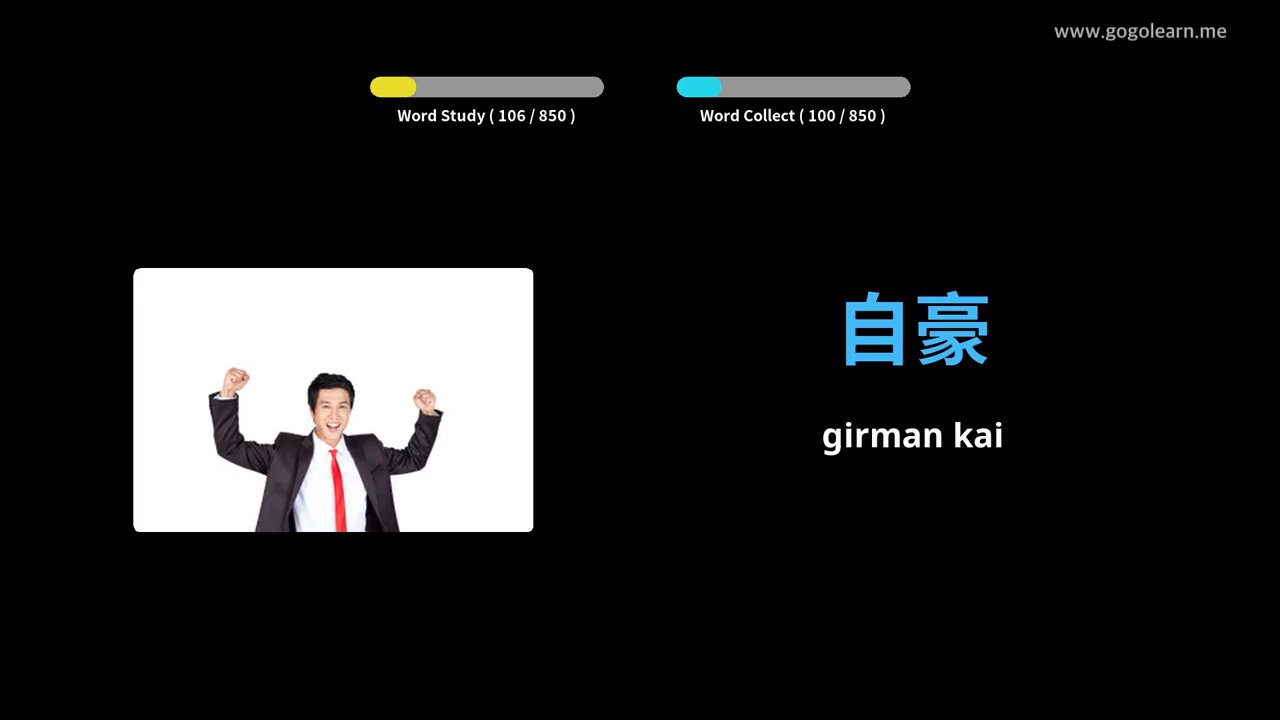 www.gogolearn.me
Word Study ( 106 / 850 )
Word Collect ( 100 / 850 )
自豪
girman kai